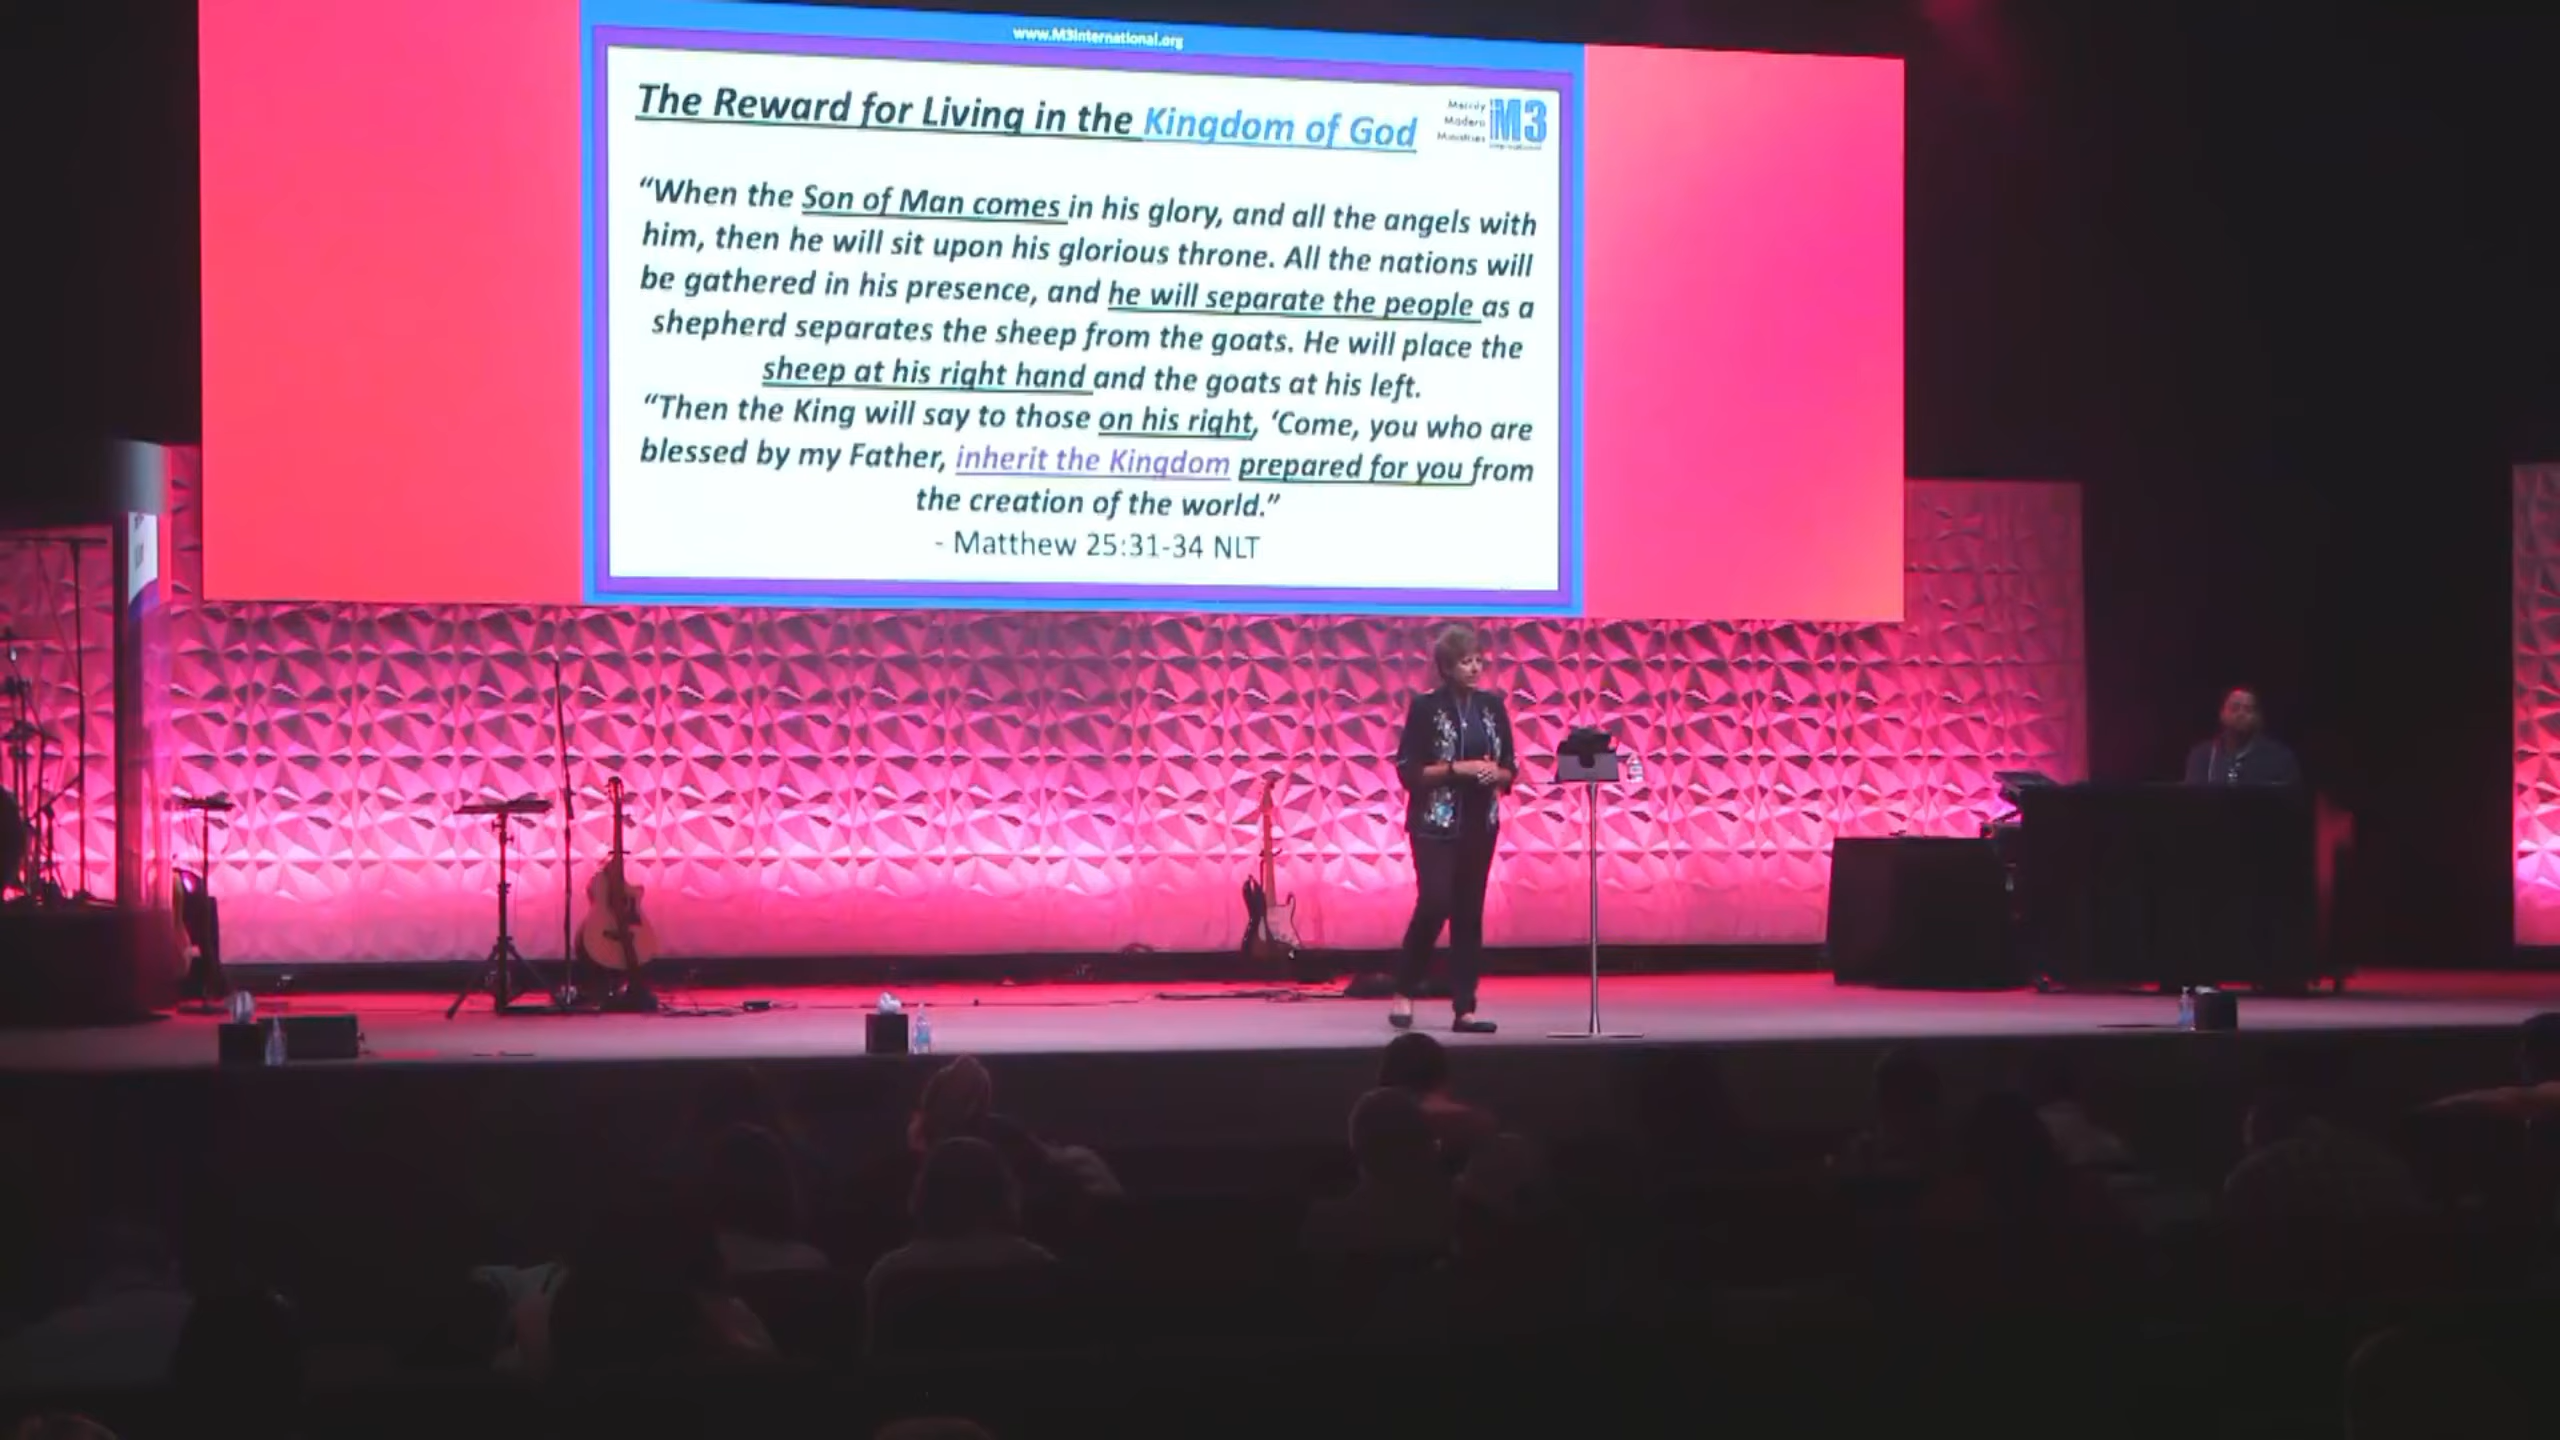 www.M3International.org
The Reward for Living in the Kingdom of God
Merrily
Modern
Ministries
M3
International
“When the Son of Man comes in his glory, and all the angels with
him, then he will sit upon his glorious throne. All the nations will
be gathered in his presence, and he will separate the people as a
shepherd separates the sheep from the goats. He will place the
sheep at his right hand and the goats at his left.
“Then the King will say to those on his right, ‘Come, you who are
blessed by my Father, inherit the Kingdom prepared for you from
the creation of the world.”
- Matthew 25:31-34 NLT